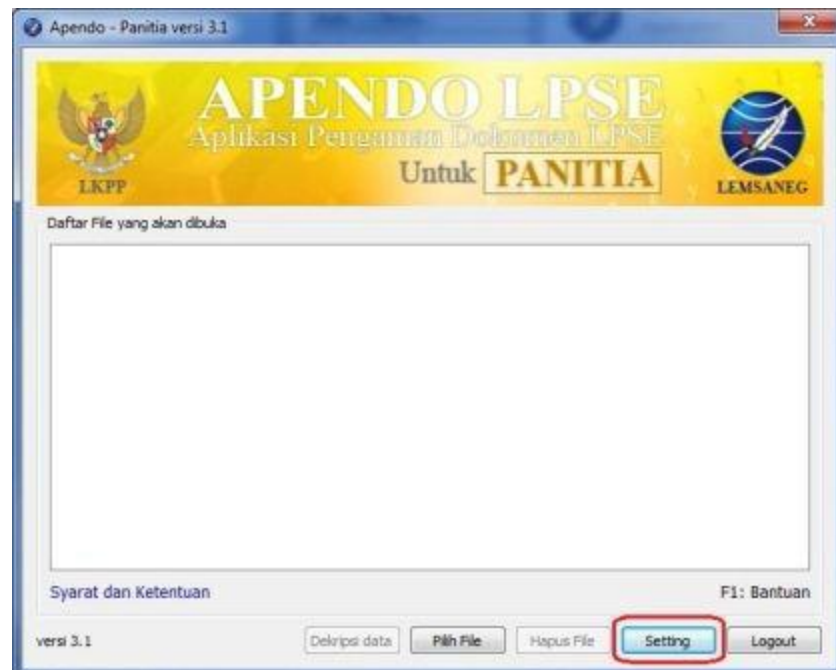 Apendo - Panitia versi 3.1
APENDO LPSE
Aplikasi Pengaman Dokumen LPSE
Untuk PANITIA
LKPP
LEMSANEG
Daftar File yang akan dibuka
Syarat dan Ketentuan
F1: Bantuan
versi 3.1
Dekripsi data
Pilih File
Hapus File
Setting
Logout